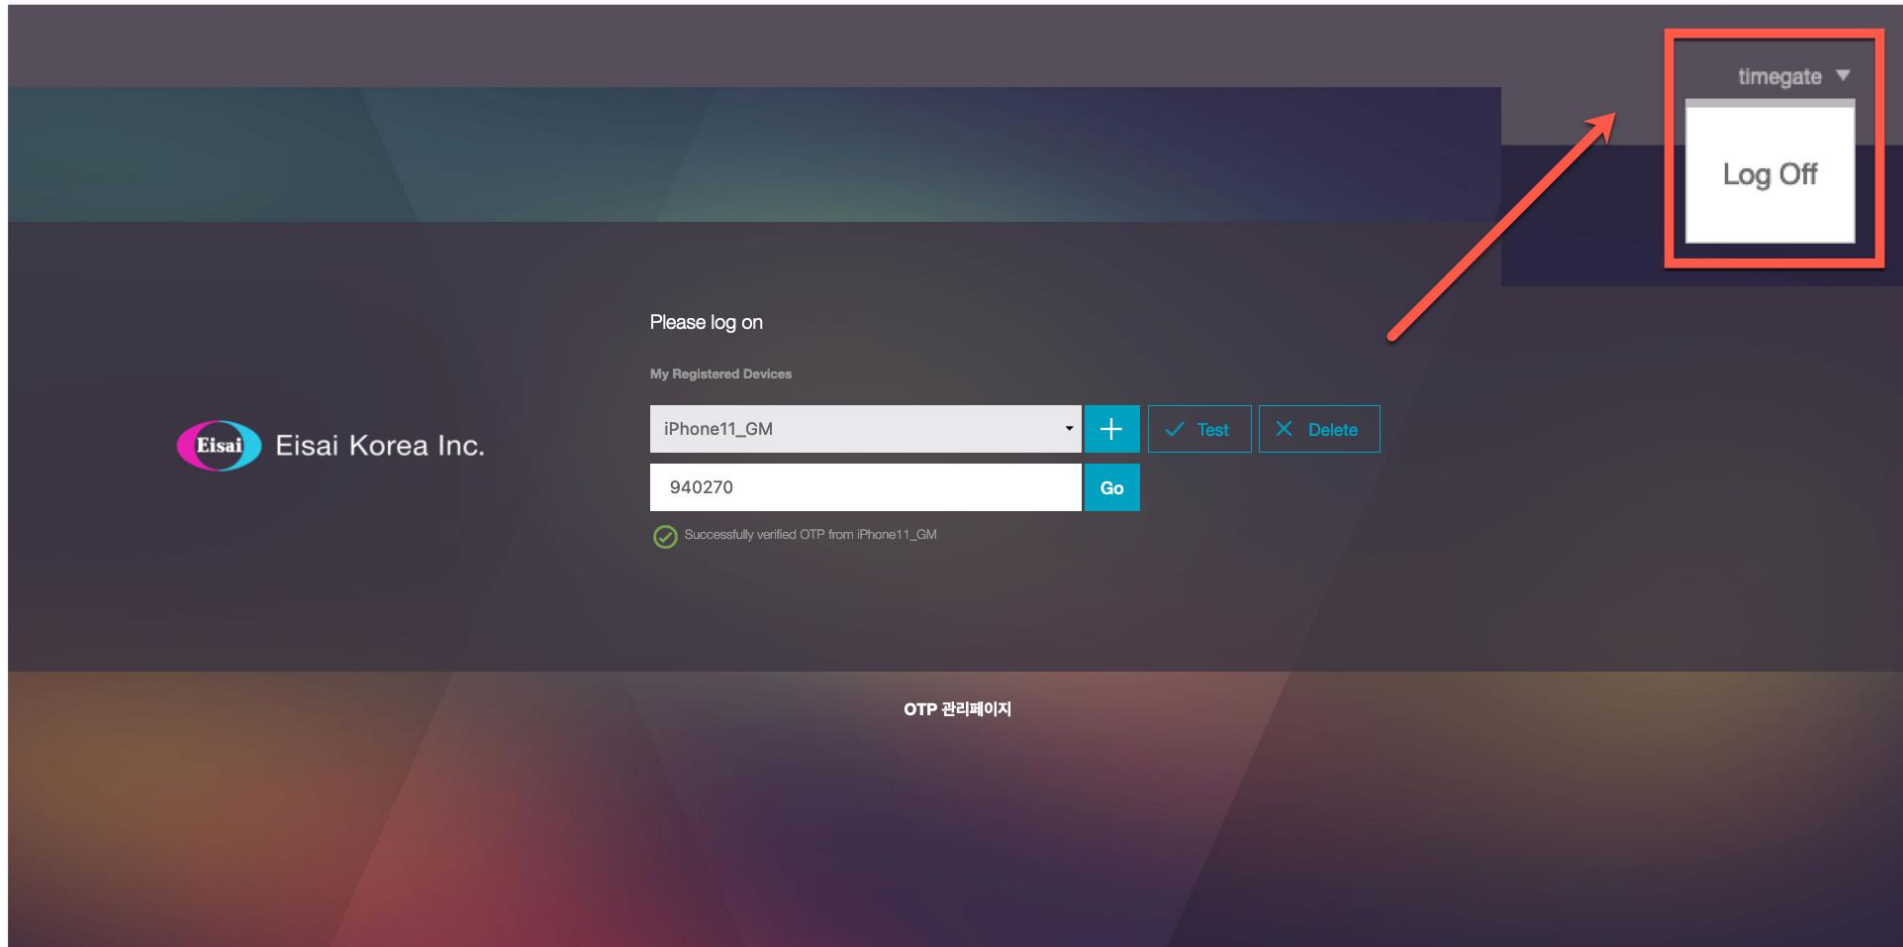 timegate
Log Off
Please log on
My Registered Devices
iPhone11_GM
Test
Delete
Eisai
Eisai Korea Inc.
940270
Go
Successfully verified OTP from iPhone11_GM
OTP 관리페이지